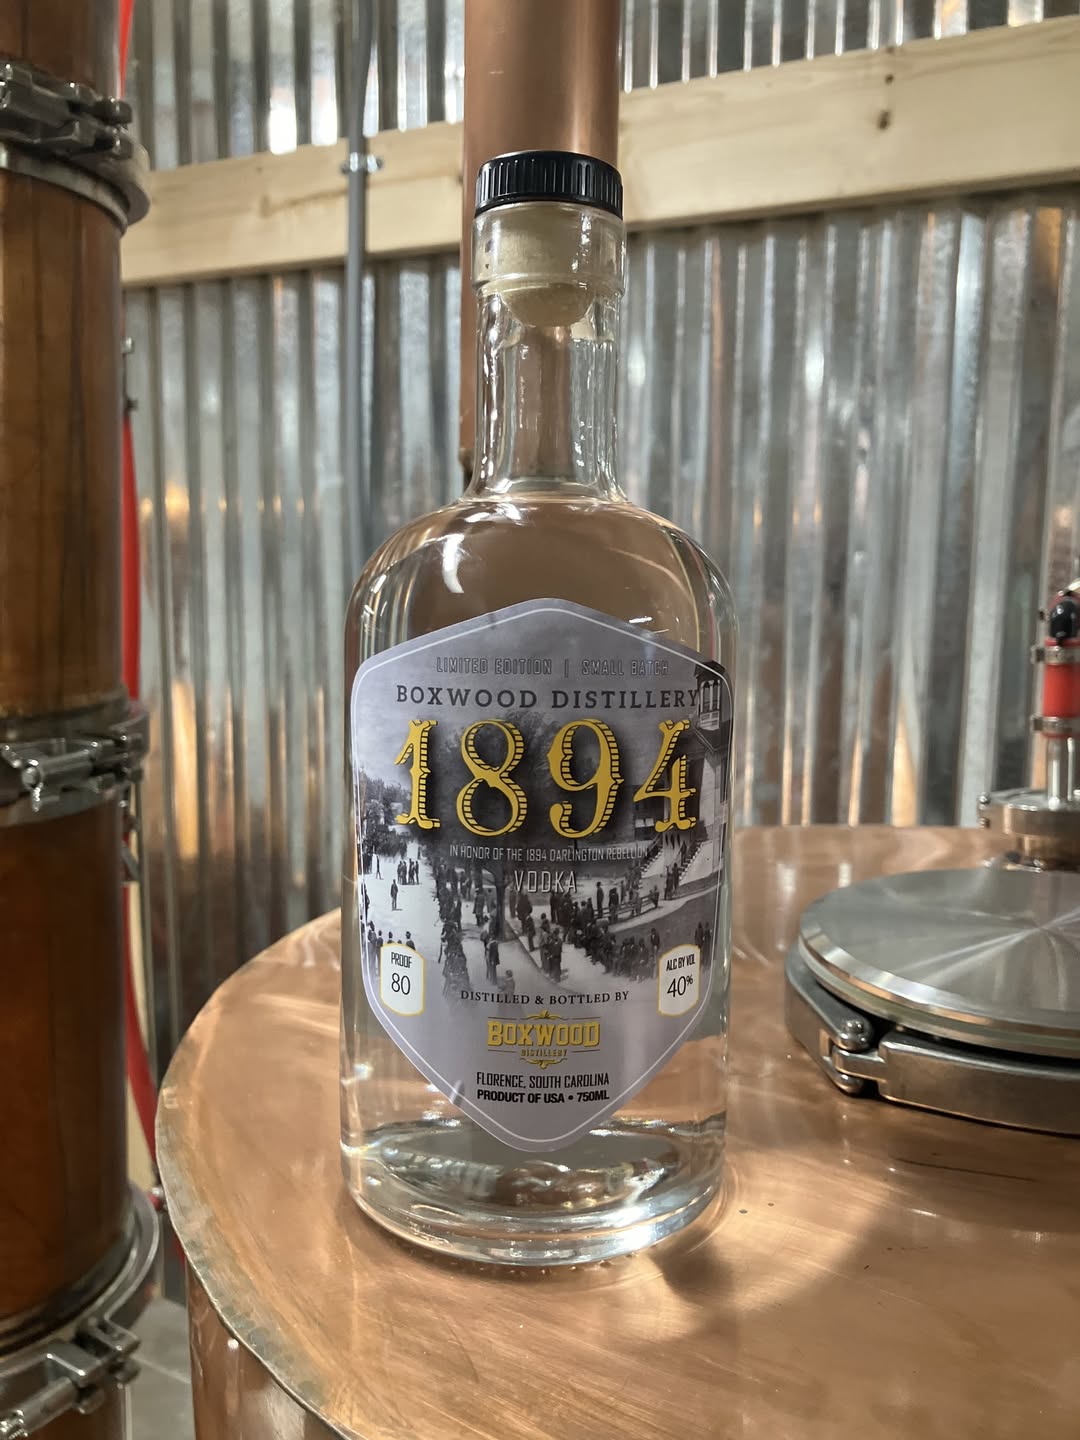 LIMITED EDITION | SMALL BATCH
BOXWOOD DISTILLERY
1894
IN HONOR OF THE 1894 DARLINGTON REBELLION
VODKA
PROOF
80
ALC BY VOL
40%
DISTILLED & BOTTLED BY
BOXWOOD
DISTILLERY
FLORENCE, SOUTH CAROLINA
PRODUCT OF USA • 750ML